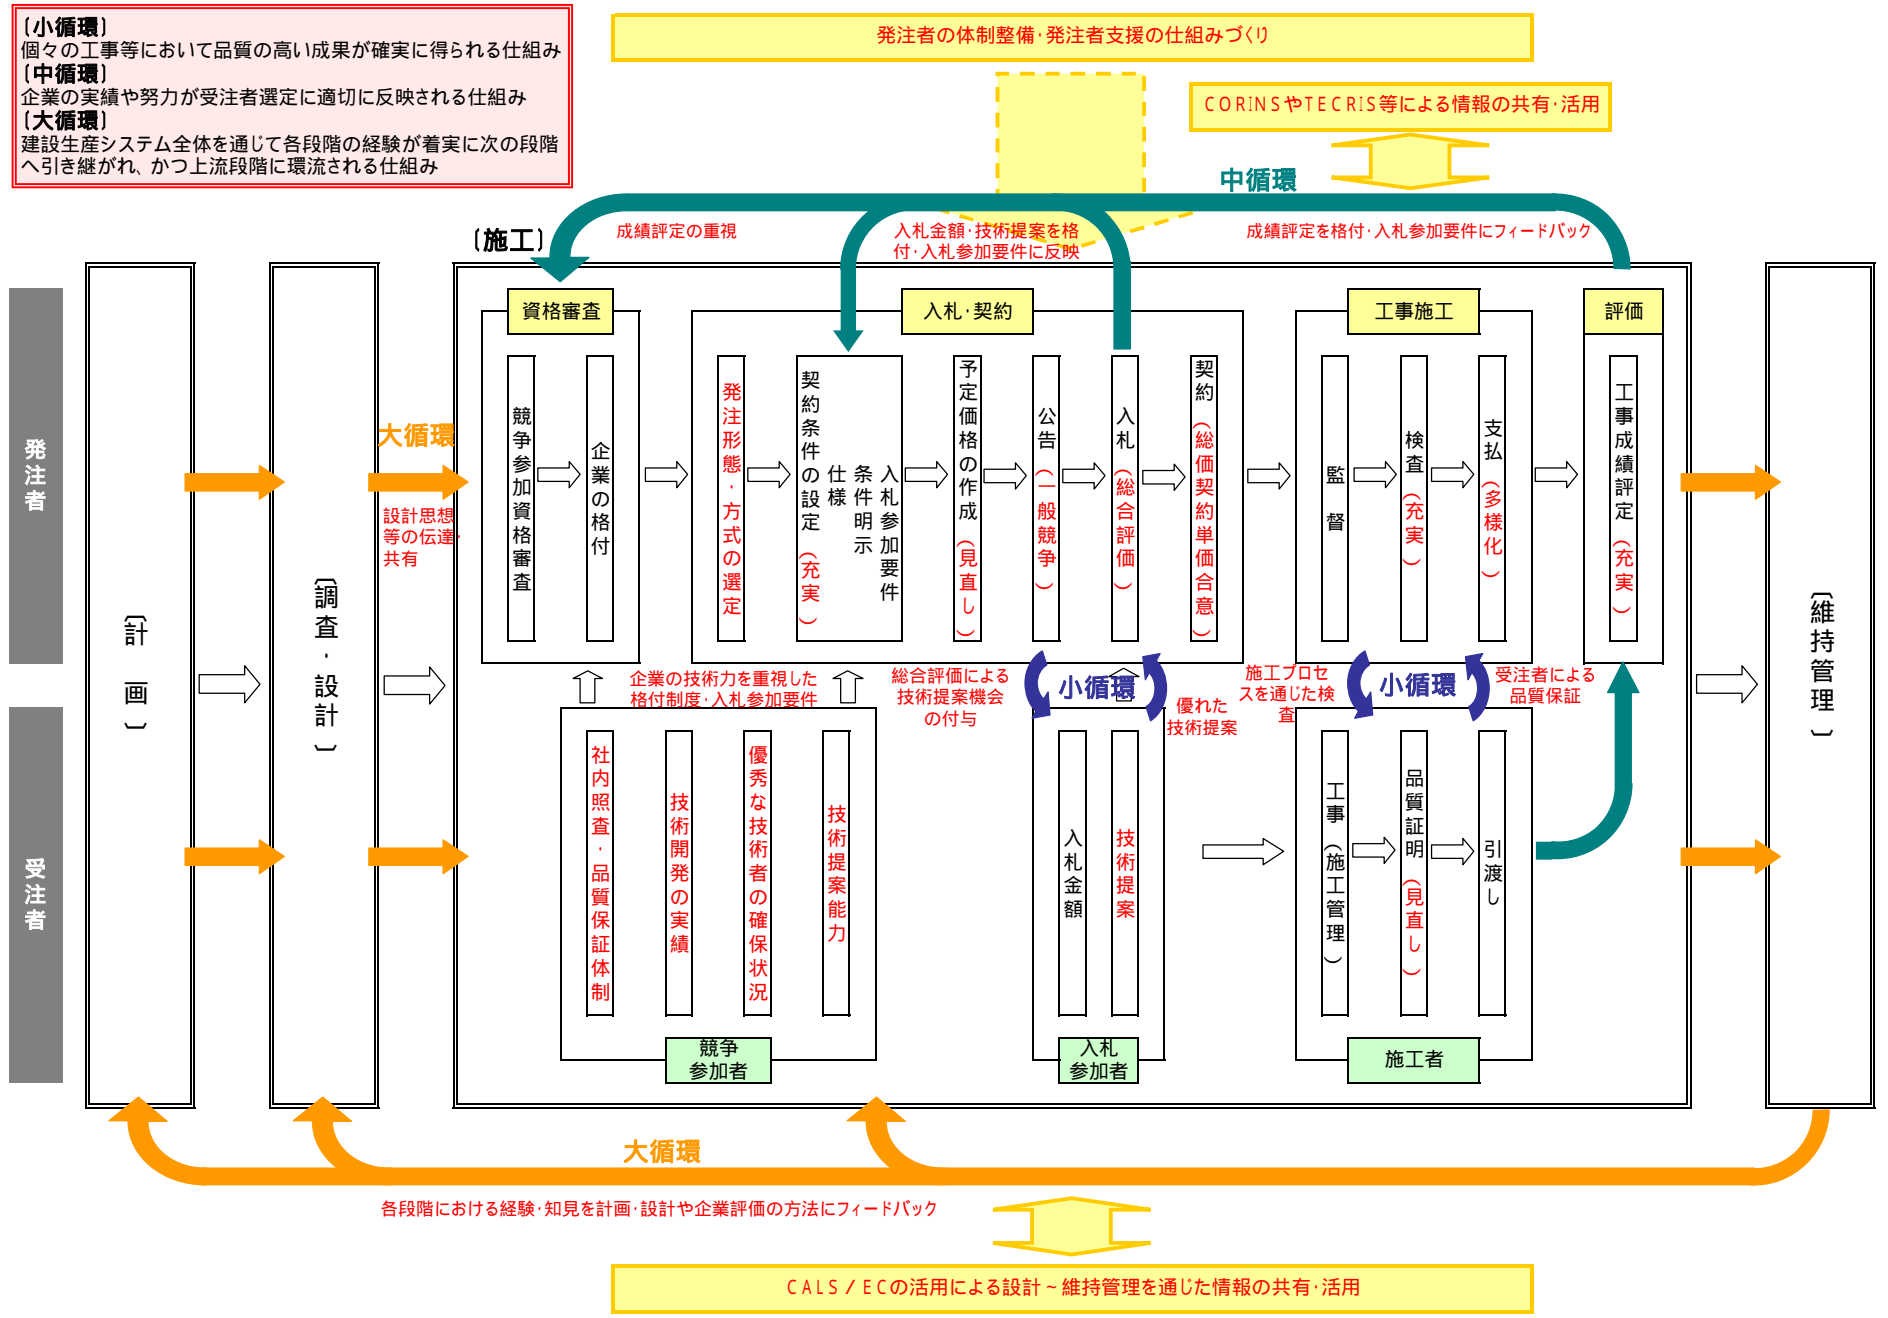 〔小循環〕
個々の工事等において品質の高い成果が確実に得られる仕組み
〔中循環〕
企業の実績や努力が受注者選定に適切に反映される仕組み
〔大循環〕
建設生産システム全体を通じて各段階の経験が着実に次の段階
へ引き継がれ、かつ上流段階に環流される仕組み
発注者の体制整備・発注者支援の仕組みづくり
CORINSやTECRIS等による情報の共有・活用
中循環
〔施工〕
成績評定の重視
入札金額・技術提案を格
付・入札参加要件に反映
成績評定を格付・入札参加要件にフィードバック
発注者
受注者
〔計　画〕
〔調査・設計〕
大循環
設計思想
等の伝達・
共有
資格審査
競争参加資格審査
企業の格付
入札・契約
発注形態・方式の選定
契約条件の設定（充実）
仕様
条件明示
入札参加要件
予定価格の作成（見直し）
公告（一般競争）
入札（総合評価）
契約（総価契約単価合意）
工事施工
監　督
検査（充実）
支払（多様化）
評価
工事成績評定（充実）
〔維持管理〕
企業の技術力を重視した
格付制度・入札参加要件
総合評価による
技術提案機会
の付与
小循環
優れた
技術提案
施工プロセ
スを通じた検
査
小循環
受注者による
品質保証
社内照査・品質保証体制
技術開発の実績
優秀な技術者の確保状況
技術提案能力
競争
参加者
入札金額
技術提案
入札
参加者
工事（施工管理）
品質証明（見直し）
引渡し
施工者
大循環
各段階における経験・知見を計画・設計や企業評価の方法にフィードバック
CALS／ECの活用による設計～維持管理を通じた情報の共有・活用